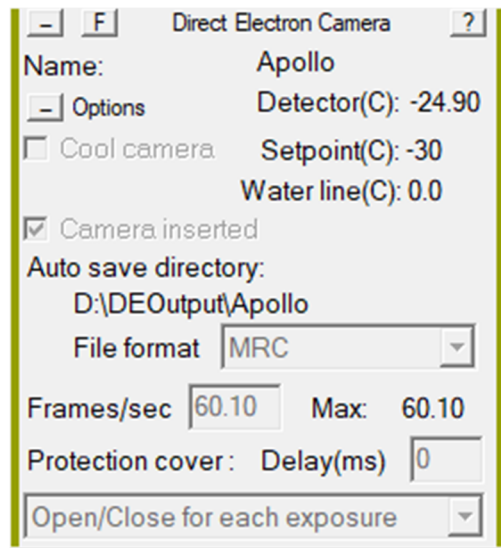 – F Direct Electron Camera ?
Name: Apollo
– Options Detector(C): -24.90
Cool camera Setpoint(C): -30
Water line(C): 0.0
Camera inserted
Auto save directory:
D:\DEOutput\Apollo
File format MRC
Frames/sec 60.10 Max: 60.10
Protection cover : Delay(ms) 0
Open/Close for each exposure